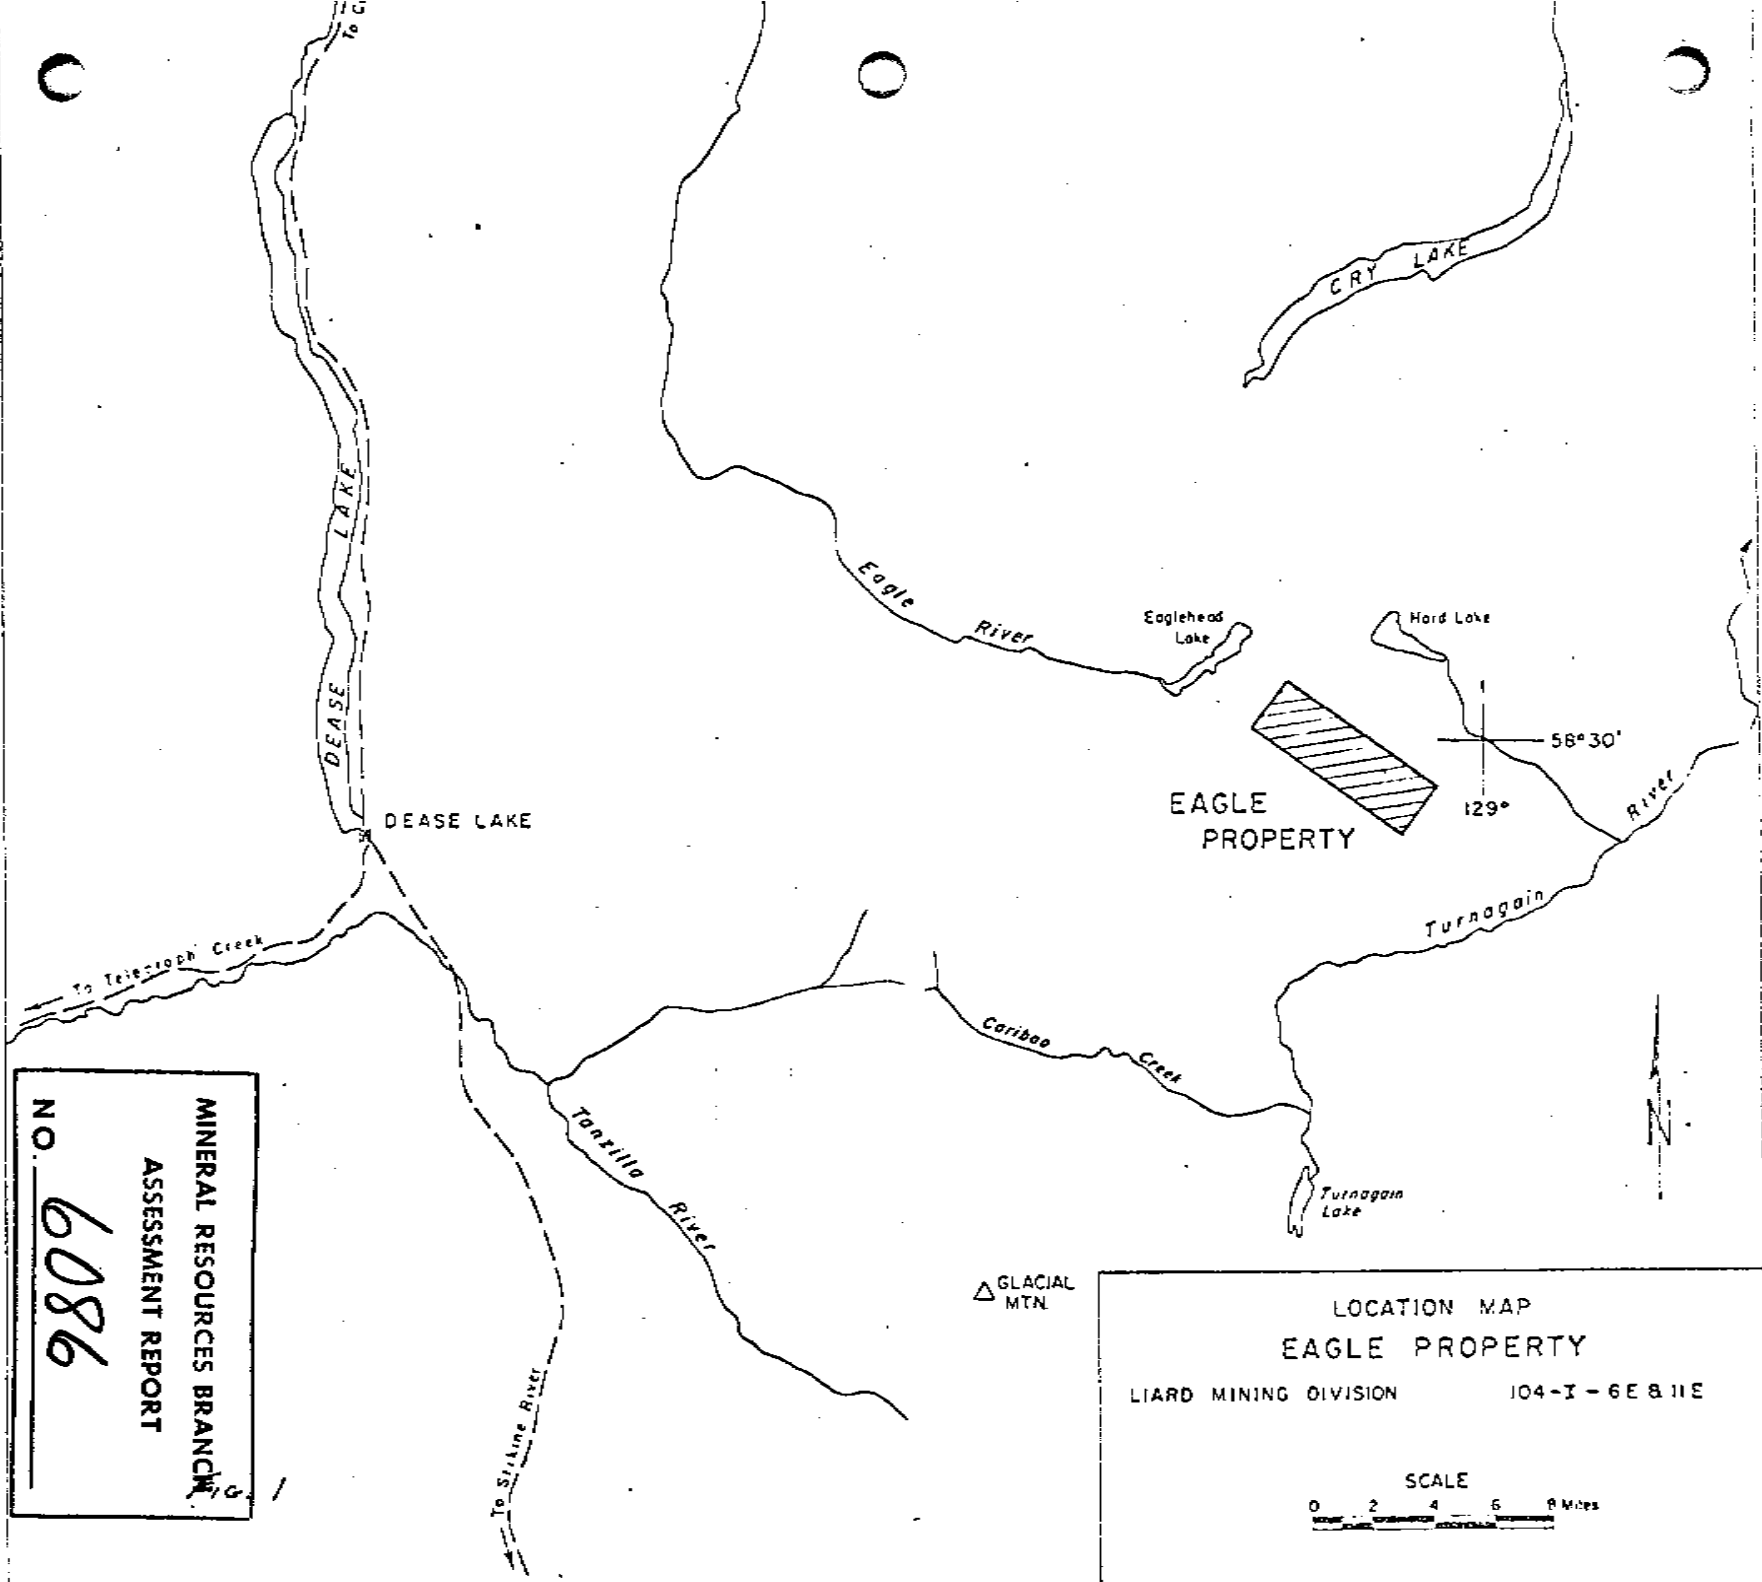 To G
CRY LAKE
DEASE LAKE
Eagle River
Eaglehead
Lake
Hard Lake
58°30'
129°
EAGLE
PROPERTY
DEASE LAKE
River
Turnagain
To Telegraph Creek
Cariboo Creek
N
Tanzilla River
Turnagain
Lake
GLACIAL
MTN.
To Stikine River
MINERAL RESOURCES BRANCH
ASSESSMENT REPORT
NO. 6086
FIG. 1
LOCATION MAP
EAGLE PROPERTY
LIARD MINING DIVISION 104-I-6E & 11E
SCALE
0 2 4 6 8 Miles